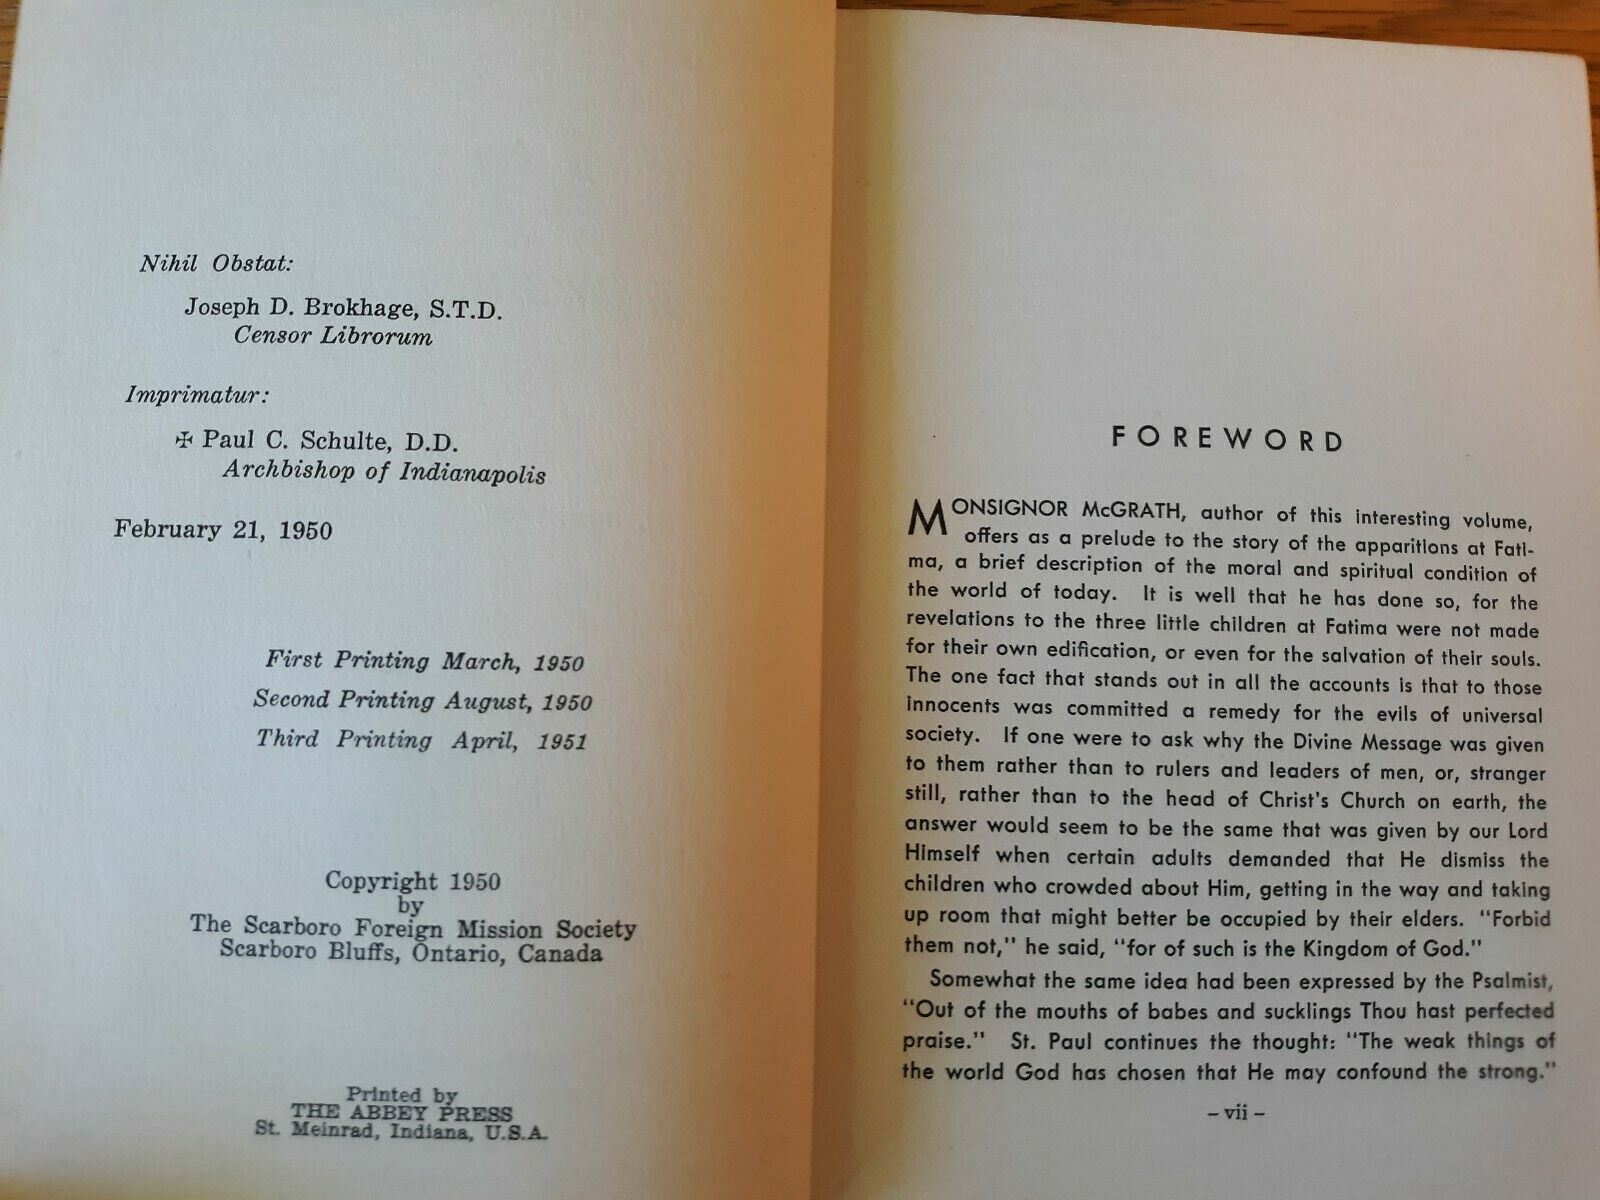 Nihil Obstat:
Joseph D. Brokhage, S.T.D.
Censor Librorum
Imprimatur:
✠ Paul C. Schulte, D.D.
Archbishop of Indianapolis
February 21, 1950
First Printing March, 1950
Second Printing August, 1950
Third Printing April, 1951
Copyright 1950
by
The Scarboro Foreign Mission Society
Scarboro Bluffs, Ontario, Canada
Printed by
THE ABBEY PRESS
St. Meinrad, Indiana, U.S.A.
FOREWORD
MONSIGNOR McGRATH, author of this interesting volume,
offers as a prelude to the story of the apparitions at Fati-
ma, a brief description of the moral and spiritual condition of
the world of today. It is well that he has done so, for the
revelations to the three little children at Fatima were not made
for their own edification, or even for the salvation of their souls.
The one fact that stands out in all the accounts is that to those
innocents was committed a remedy for the evils of universal
society. If one were to ask why the Divine Message was given
to them rather than to rulers and leaders of men, or, stranger
still, rather than to the head of Christ's Church on earth, the
answer would seem to be the same that was given by our Lord
Himself when certain adults demanded that He dismiss the
children who crowded about Him, getting in the way and taking
up room that might better be occupied by their elders. "Forbid
them not," he said, "for of such is the Kingdom of God."
Somewhat the same idea had been expressed by the Psalmist,
"Out of the mouths of babes and sucklings Thou hast perfected
praise." St. Paul continues the thought: "The weak things of
the world God has chosen that He may confound the strong."
– vii –